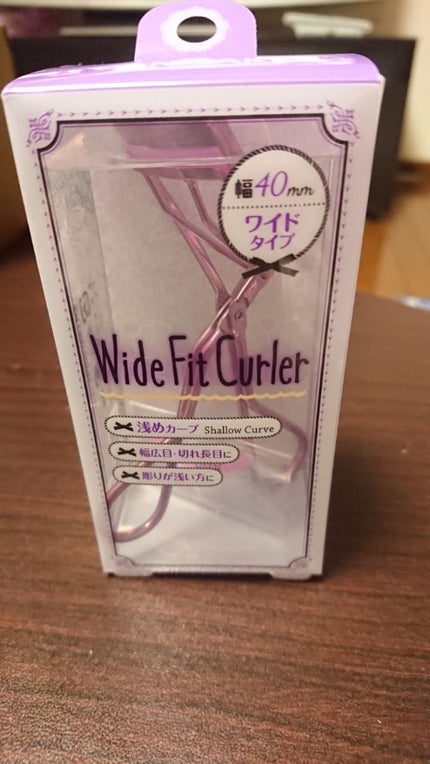 幅40mm
ワイド
タイプ
Wide Fit Curler
浅めカーブ Shallow Curve
幅広目・切れ長目に
彫りが浅い方に